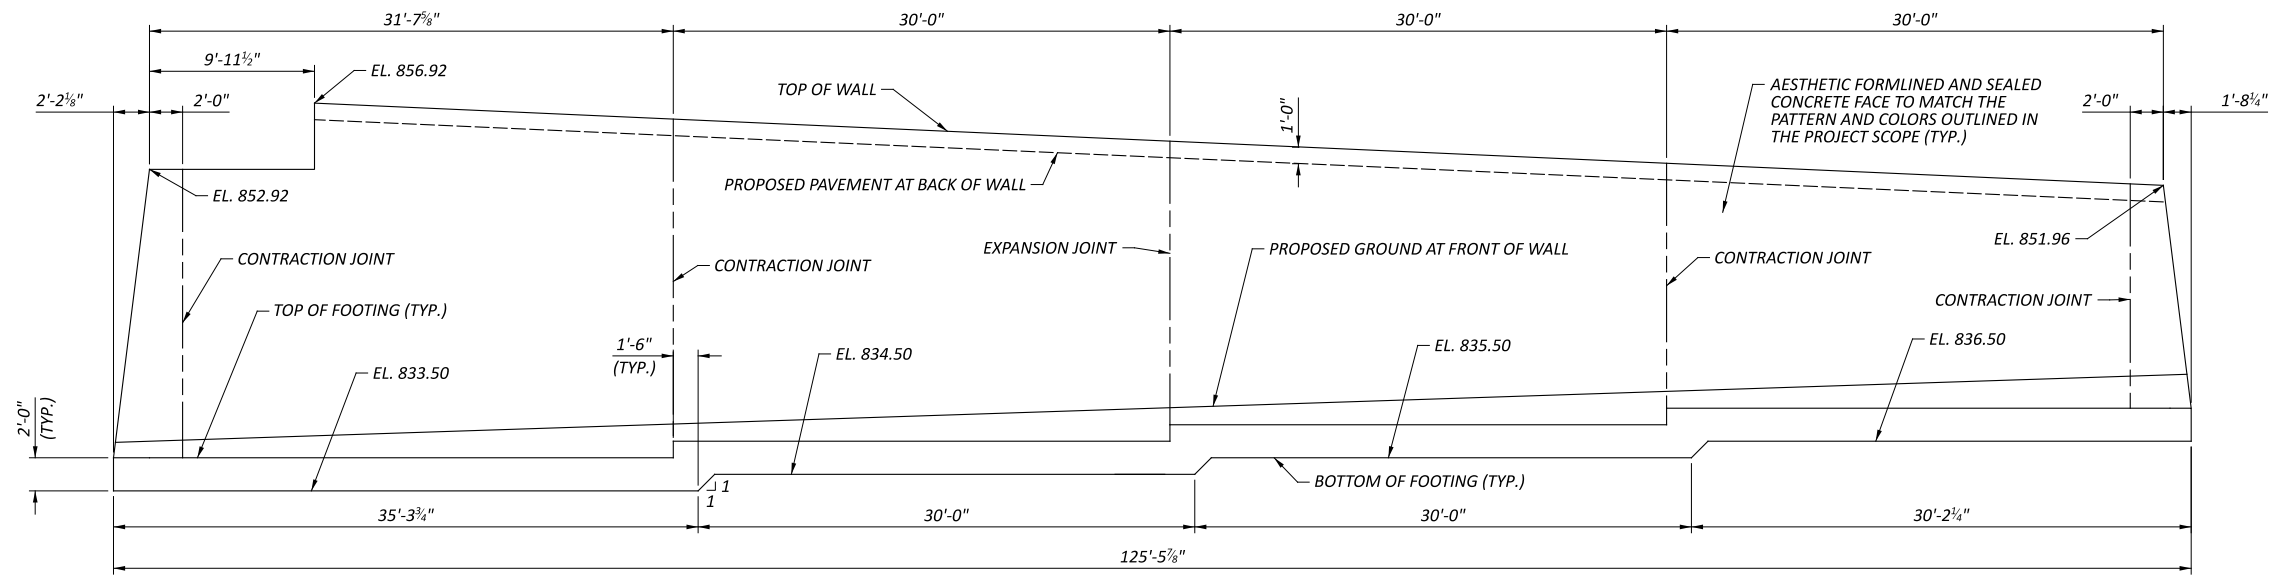 31'-7⅝"
30'-0"
30'-0"
30'-0"
9'-11½"
EL. 856.92
2'-2⅛"
2'-0"
TOP OF WALL
1'-0"
AESTHETIC FORMLINED AND SEALED
CONCRETE FACE TO MATCH THE
PATTERN AND COLORS OUTLINED IN
THE PROJECT SCOPE (TYP.)
2'-0"
1'-8¼"
PROPOSED PAVEMENT AT BACK OF WALL
EL. 852.92
EL. 851.96
CONTRACTION JOINT
CONTRACTION JOINT
EXPANSION JOINT
PROPOSED GROUND AT FRONT OF WALL
CONTRACTION JOINT
CONTRACTION JOINT
TOP OF FOOTING (TYP.)
1'-6"
(TYP.)
EL. 833.50
EL. 834.50
EL. 835.50
EL. 836.50
2'-0"
(TYP.)
1
1
BOTTOM OF FOOTING (TYP.)
35'-3¾"
30'-0"
30'-0"
30'-2¼"
125'-5⅞"